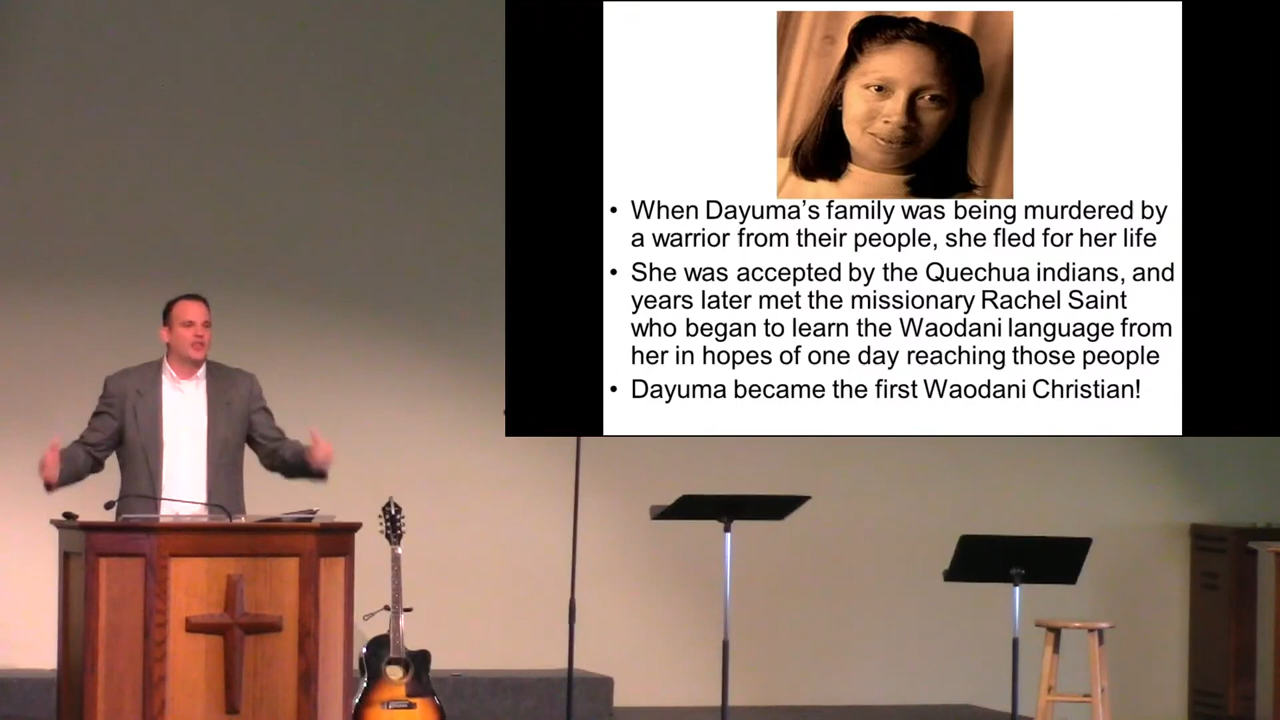 • When Dayuma’s family was being murdered by
a warrior from their people, she fled for her life
• She was accepted by the Quechua indians, and
years later met the missionary Rachel Saint
who began to learn the Waodani language from
her in hopes of one day reaching those people
• Dayuma became the first Waodani Christian!